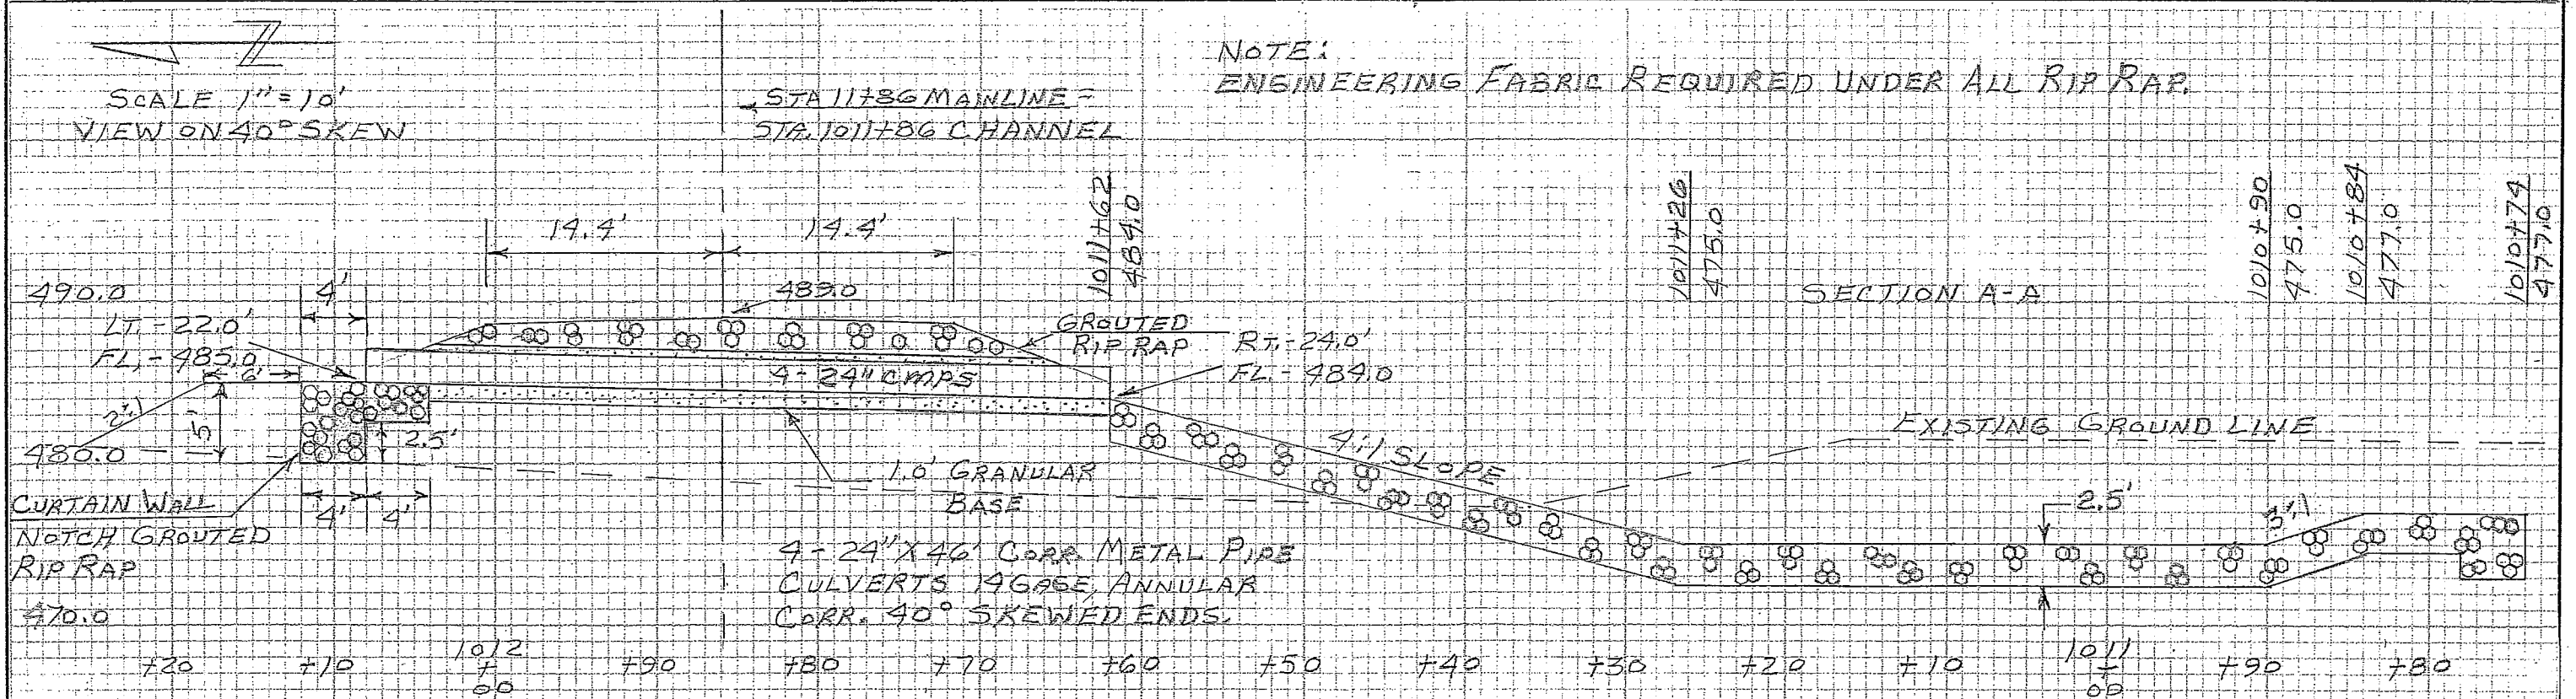 NOTE:
ENGINEERING FABRIC REQUIRED UNDER ALL RIP RAP.
SCALE 1"=10'
VIEW ON 40° SKEW
STA 11+86 MAINLINE =
STA. 1011+86 CHANNEL
14.4'
14.4'
1011+62
484.0
1011+26
475.0
1010+90
475.0
1010+84
477.0
1010+74
477.0
SECTION A-A
490.0
4'
489.0
LT. - 22.0'
FL. - 485.0
GROUTED
RIP RAP
RT. - 24.0'
FL. - 484.0
6'
4-24" CMPS
2:1
5'
2.5'
480.0
4:1 SLOPE
EXISTING GROUND LINE
1.0' GRANULAR
BASE
CURTAIN WALL
NOTCH GROUTED
RIP RAP
4'
4'
2.5'
3:1
4-24" X 46' CORR. METAL PIPE
CULVERTS 14 GAGE, ANNULAR
CORR. 40° SKEWED ENDS.
470.0
+20
+10
1012
+
00
+90
+80
+70
+60
+50
+40
+30
+20
+10
1011
+
00
+90
+80